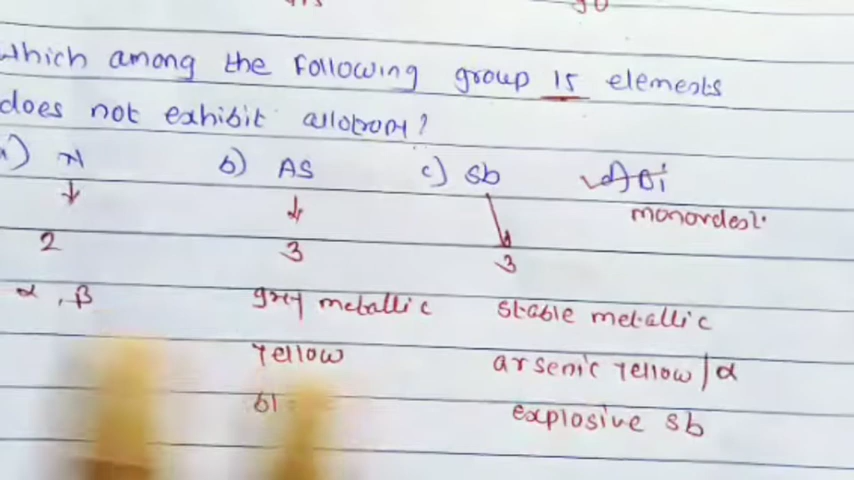 which among the following group 15 elements
does not exhibit allotropy?
a) N b) AS c) sb d) Bi
2 3 3
α, β grey metallic stable metallic
yellow arsenic yellow / α
bl explosive sb